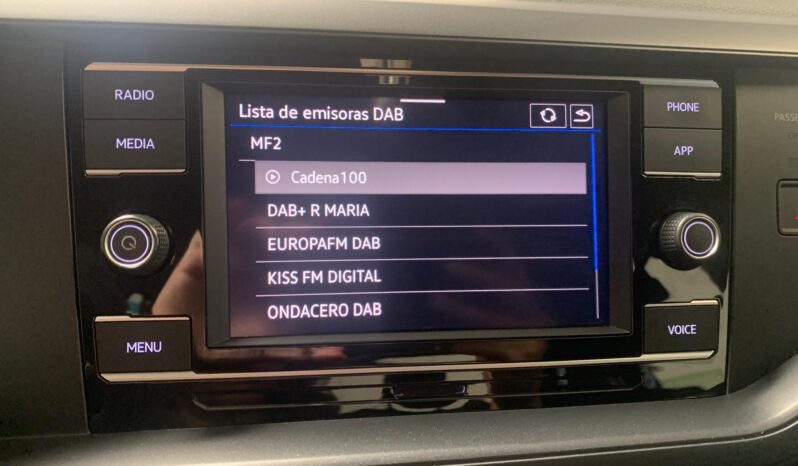 RADIO
MEDIA
MENU
Lista de emisoras DAB
MF2
Cadena100
DAB+ R MARIA
EUROPAFM DAB
KISS FM DIGITAL
ONDACERO DAB
PHONE
APP
VOICE